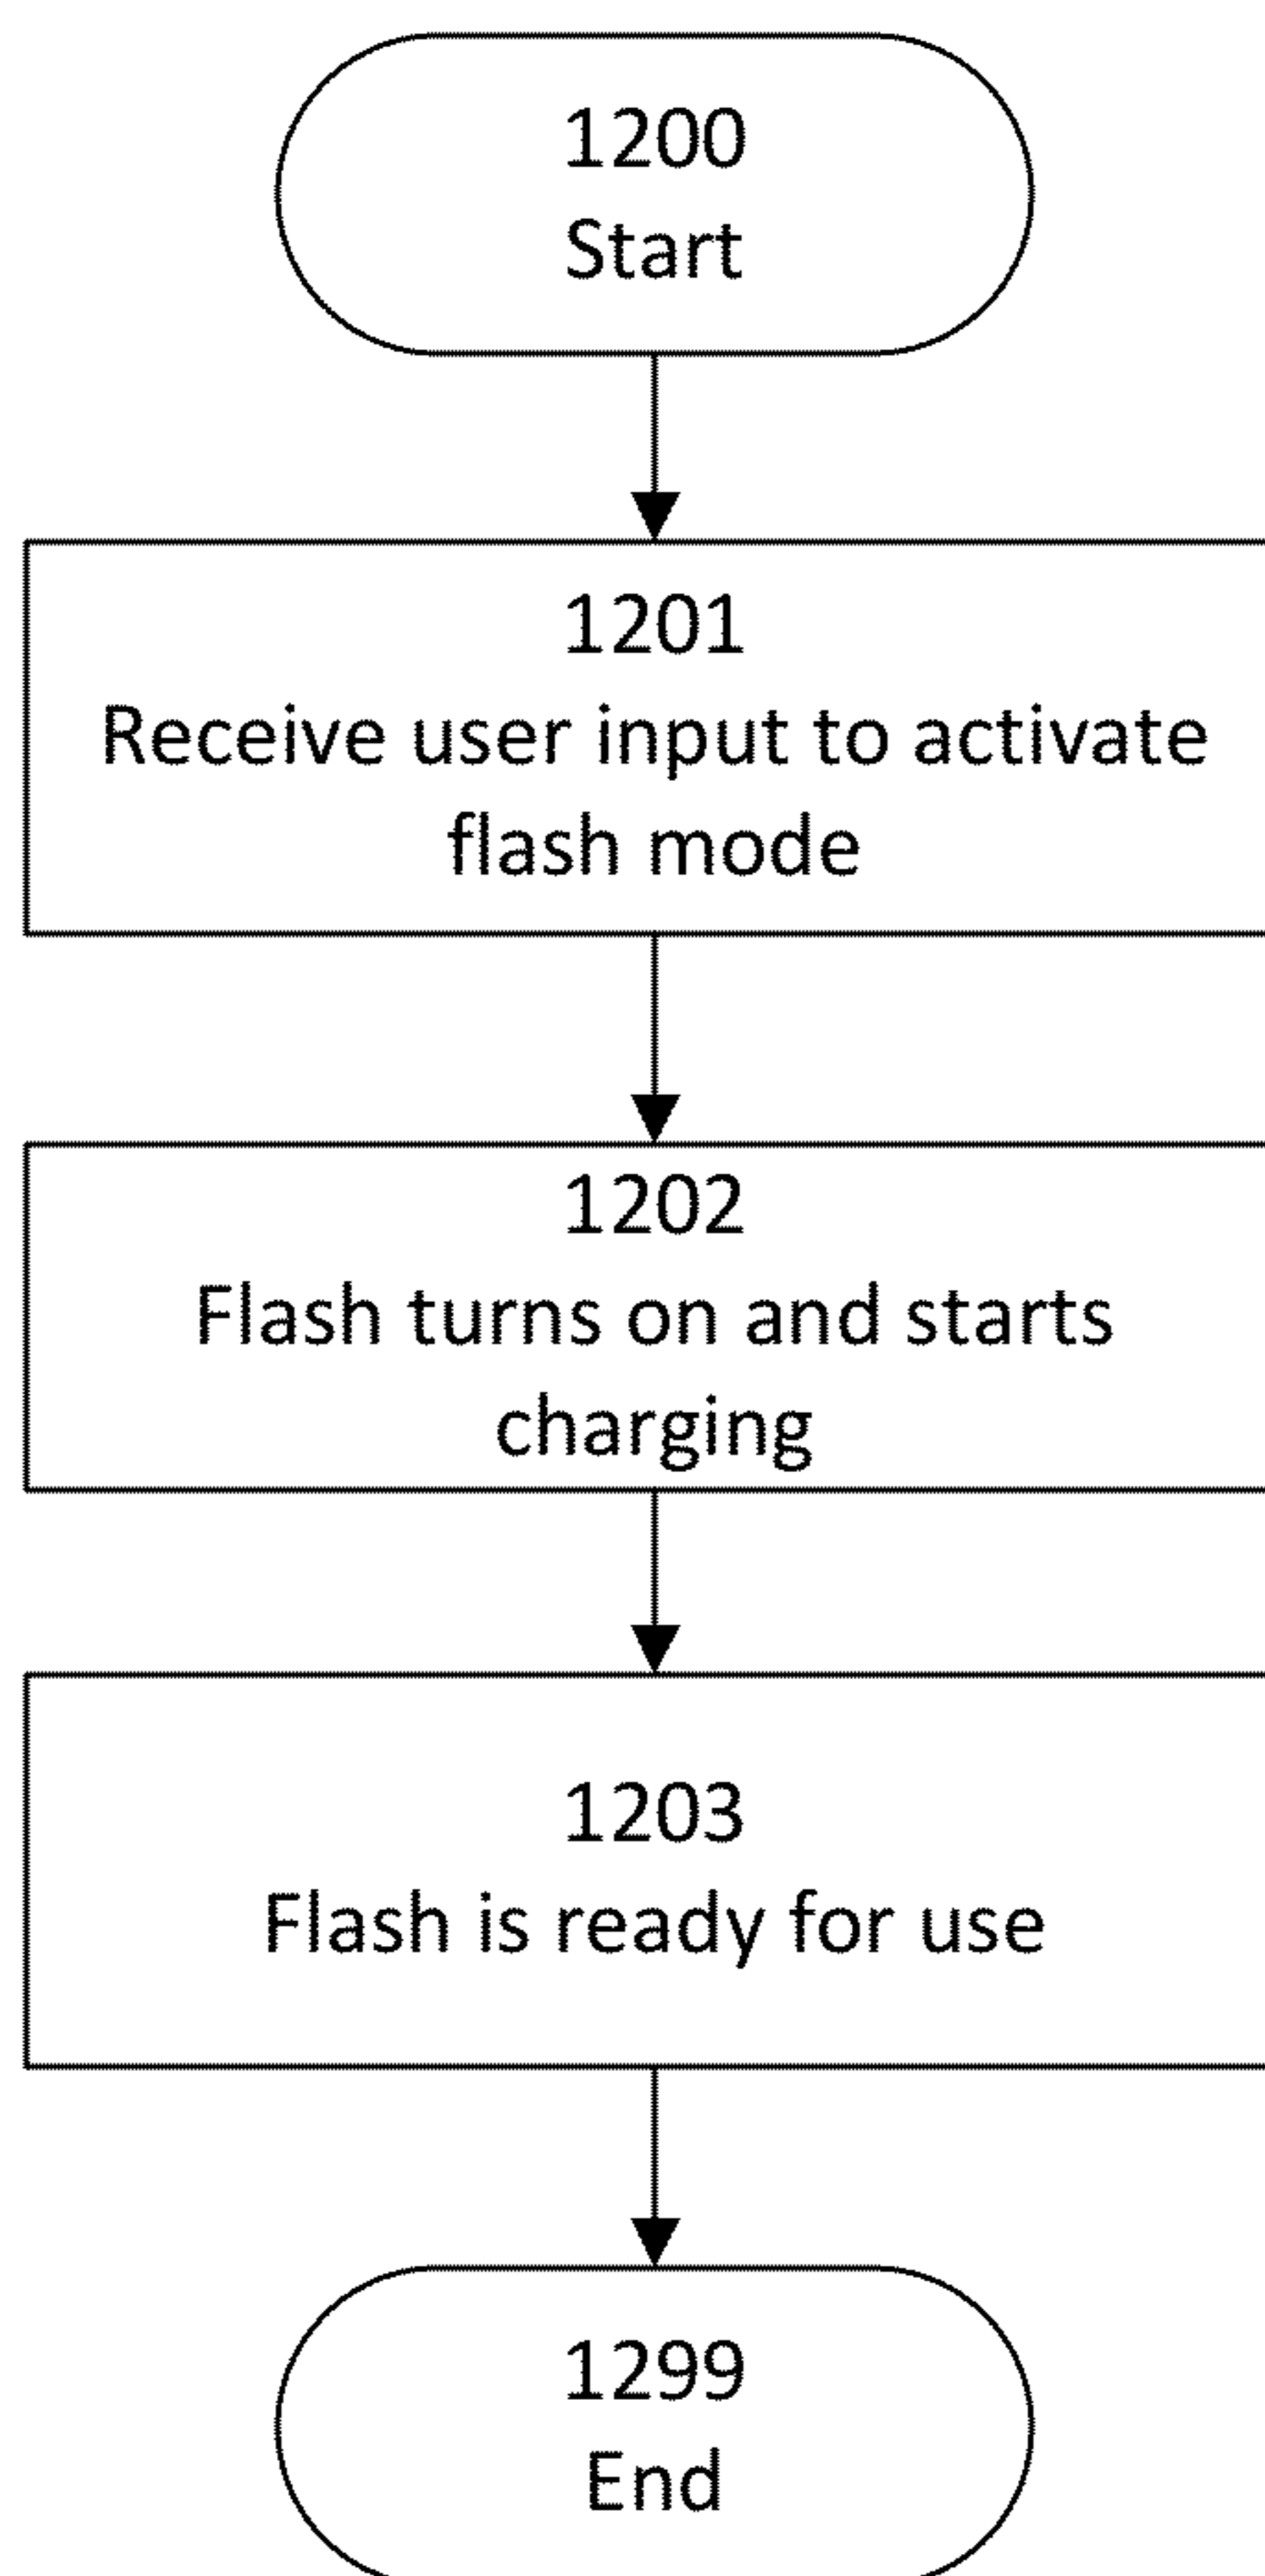 1200
Start
1201
Receive user input to activate
flash mode
1202
Flash turns on and starts
charging
1203
Flash is ready for use
1299
End